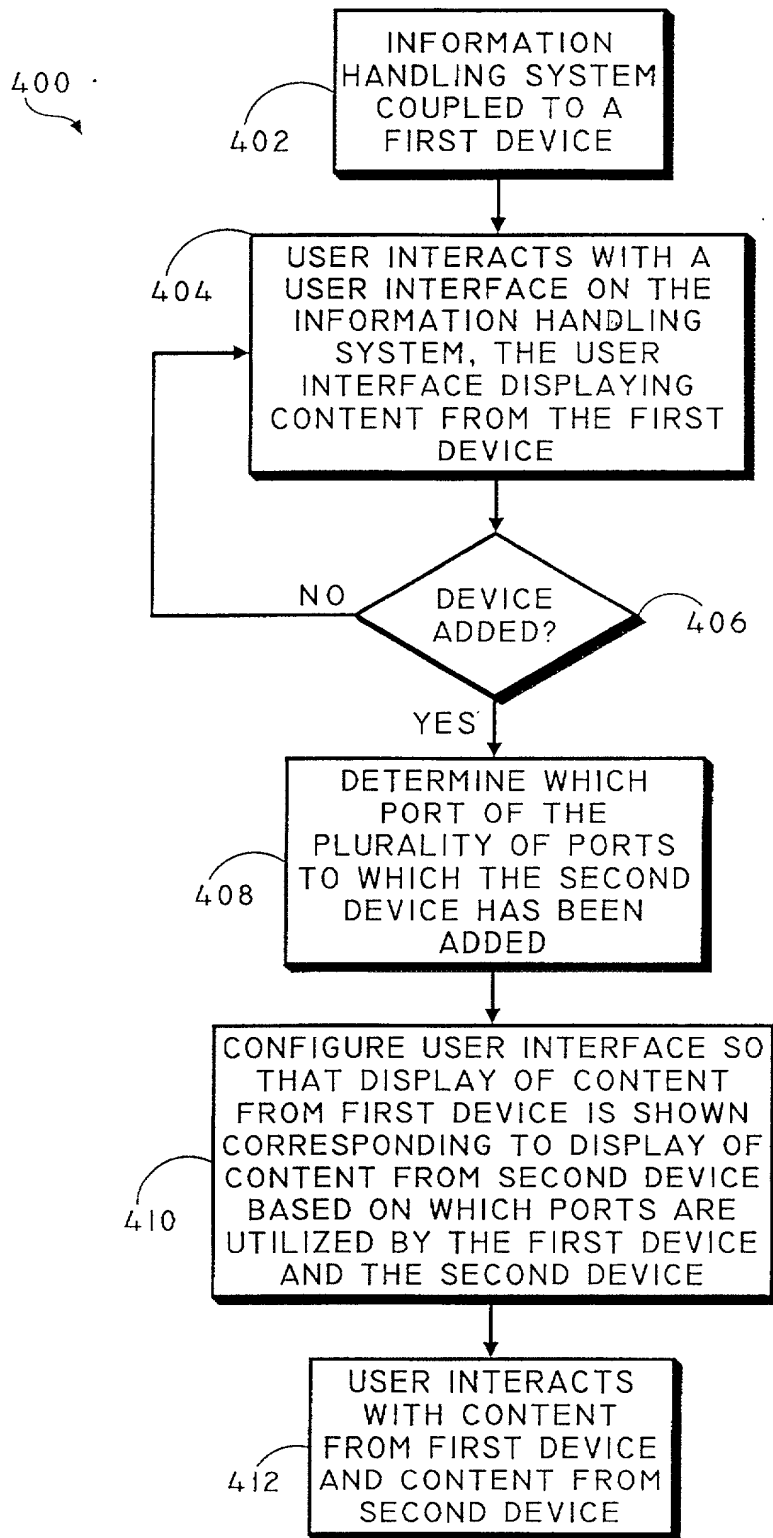 400
INFORMATION
HANDLING SYSTEM
COUPLED TO A
FIRST DEVICE
402
USER INTERACTS WITH A
USER INTERFACE ON THE
INFORMATION HANDLING
SYSTEM, THE USER
INTERFACE DISPLAYING
CONTENT FROM THE FIRST
DEVICE
404
DEVICE
ADDED?
406
NO
YES
DETERMINE WHICH
PORT OF THE
PLURALITY OF PORTS
TO WHICH THE SECOND
DEVICE HAS BEEN
ADDED
408
CONFIGURE USER INTERFACE SO
THAT DISPLAY OF CONTENT
FROM FIRST DEVICE IS SHOWN
CORRESPONDING TO DISPLAY OF
CONTENT FROM SECOND DEVICE
BASED ON WHICH PORTS ARE
UTILIZED BY THE FIRST DEVICE
AND THE SECOND DEVICE
410
USER INTERACTS
WITH CONTENT
FROM FIRST DEVICE
AND CONTENT FROM
SECOND DEVICE
412